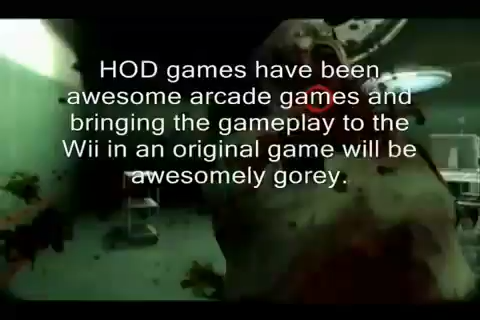 HOD games have been
awesome arcade games and
bringing the gameplay to the
Wii in an original game will be
awesomely gorey.